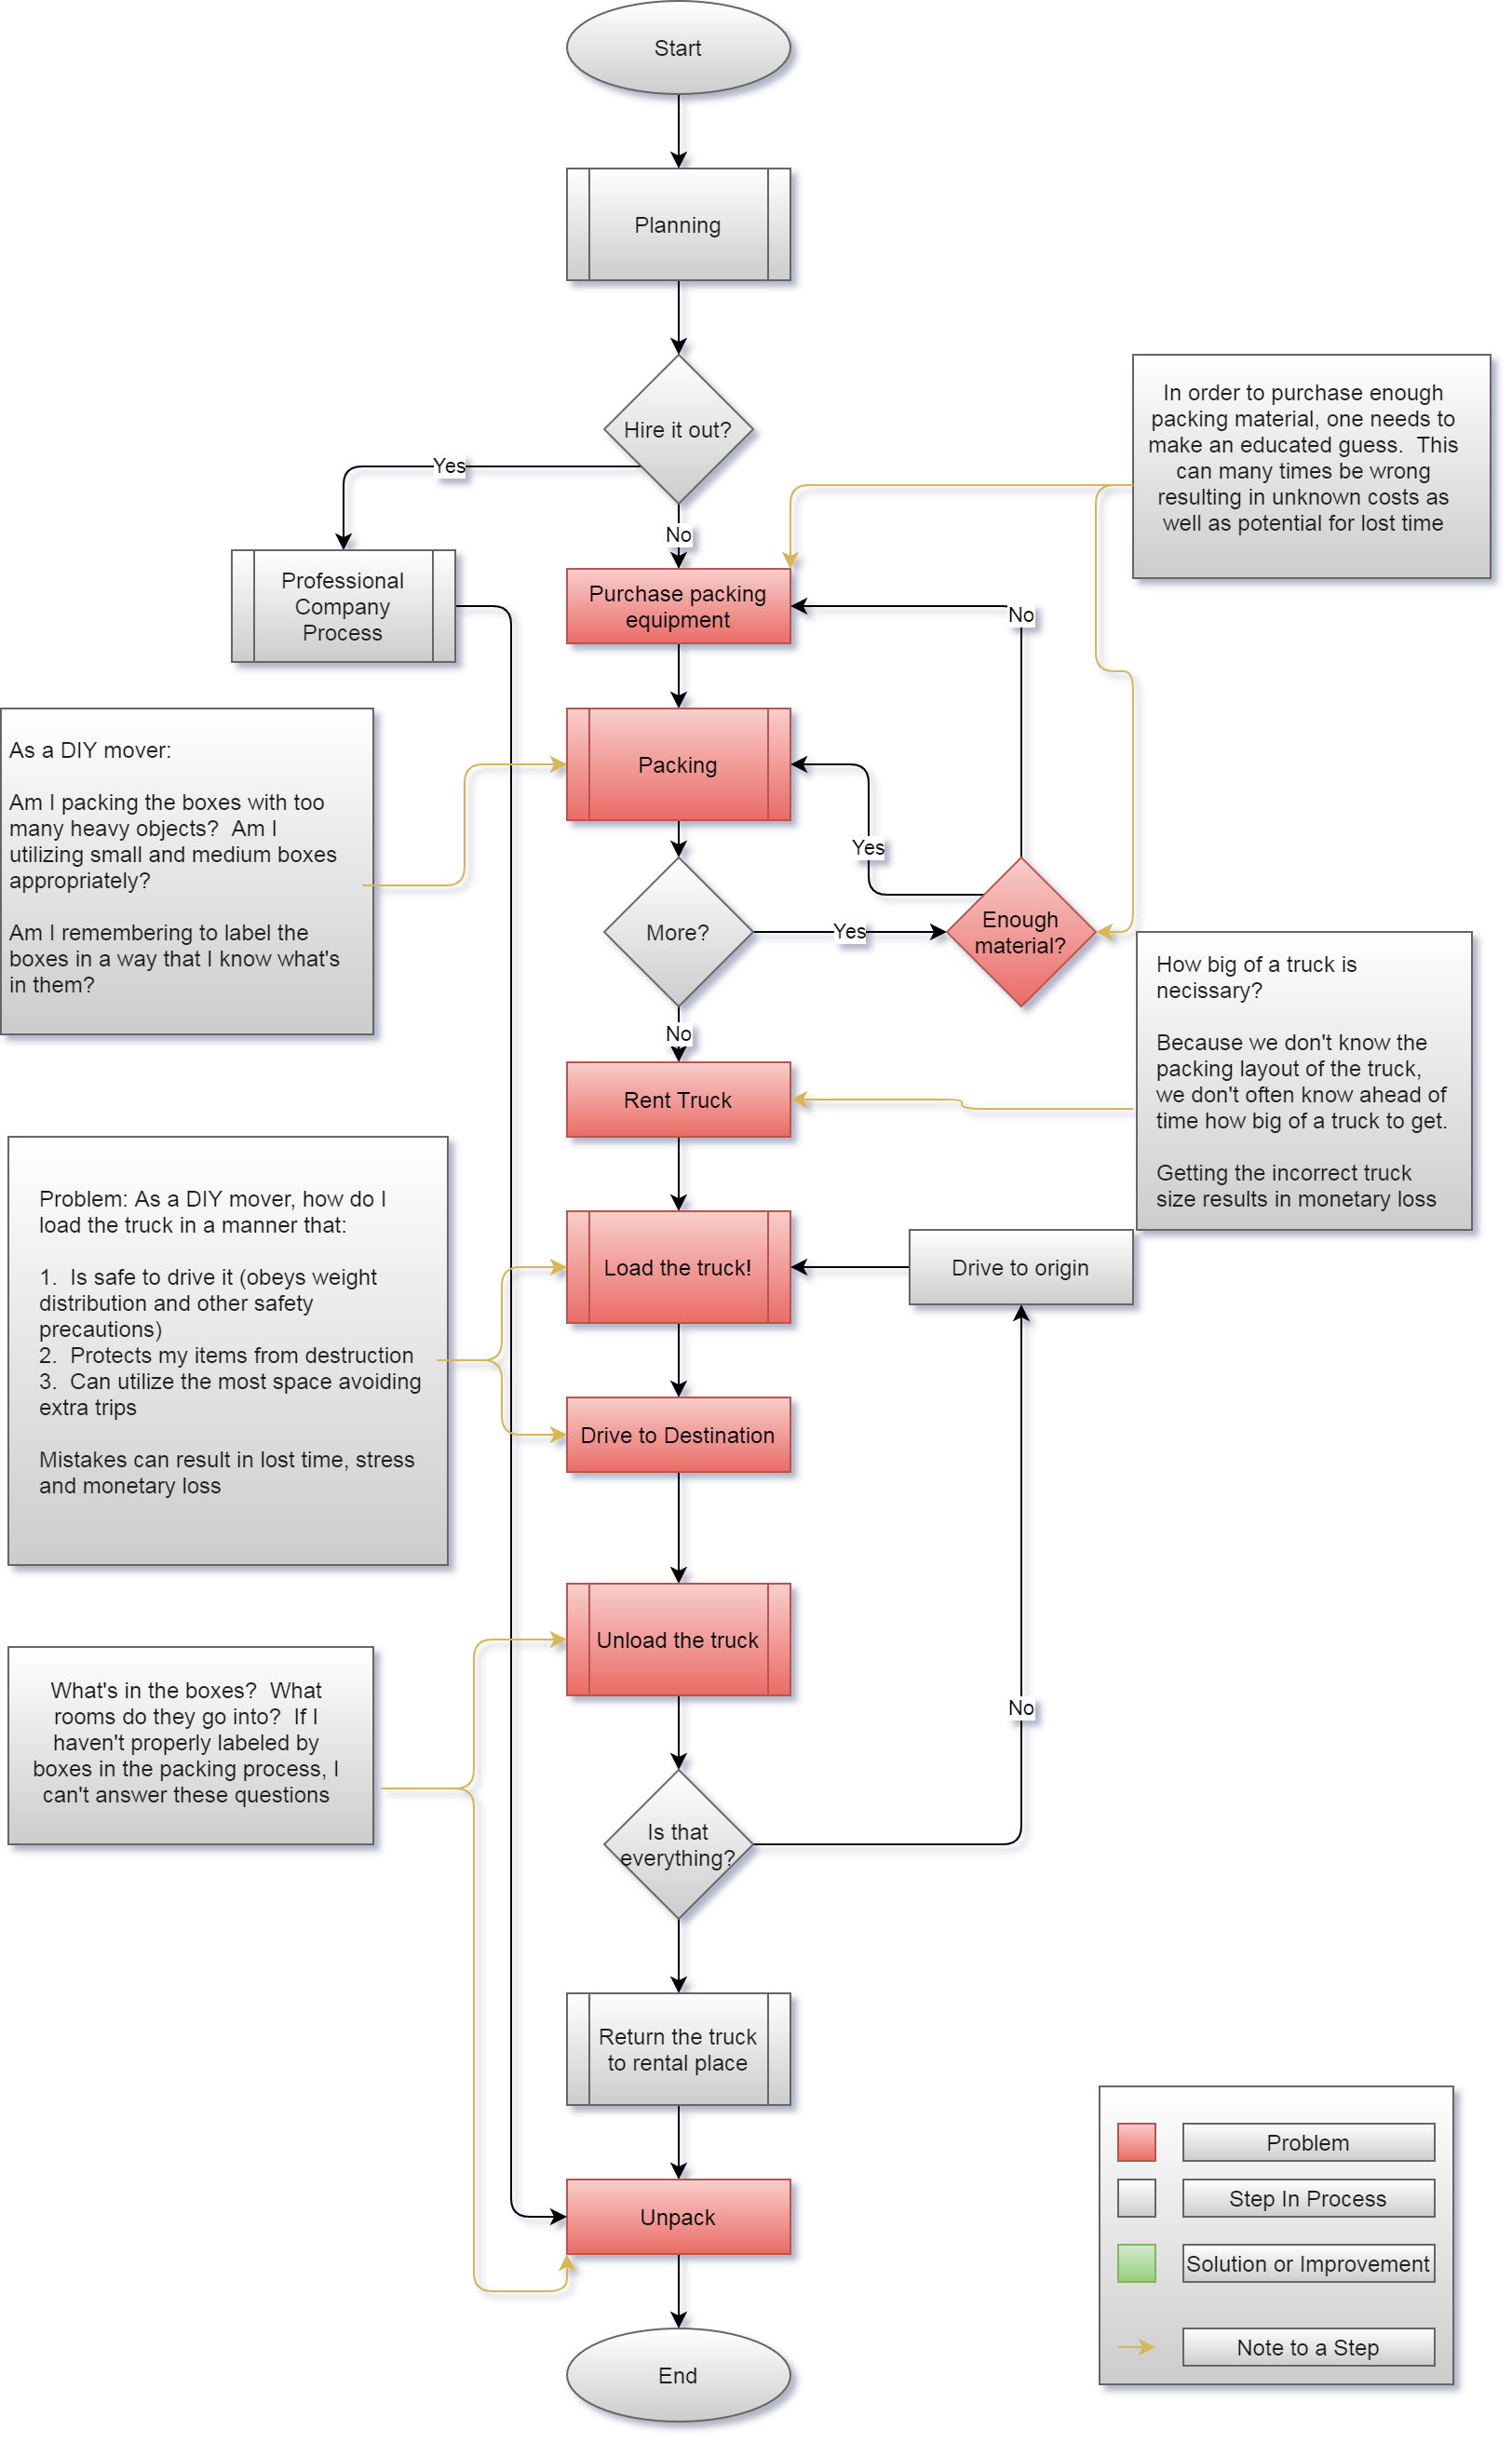 Start
Planning
Hire it out?
Yes
No
In order to purchase enough
packing material, one needs to
make an educated guess.  This
can many times be wrong
resulting in unknown costs as
well as potential for lost time
Professional
Company
Process
Purchase packing
equipment
No
As a DIY mover:
Am I packing the boxes with too
many heavy objects?  Am I
utilizing small and medium boxes
appropriately?
Am I remembering to label the
boxes in a way that I know what's
in them?
Packing
Yes
More?
Yes
Enough
material?
No
How big of a truck is
necissary?
Because we don't know the
packing layout of the truck,
we don't often know ahead of
time how big of a truck to get.
Getting the incorrect truck
size results in monetary loss
Rent Truck
Problem: As a DIY mover, how do I
load the truck in a manner that:
1.  Is safe to drive it (obeys weight
distribution and other safety
precautions)
2.  Protects my items from destruction
3.  Can utilize the most space avoiding
extra trips
Mistakes can result in lost time, stress
and monetary loss
Load the truck!
Drive to origin
Drive to Destination
Unload the truck
What's in the boxes?  What
rooms do they go into?  If I
haven't properly labeled by
boxes in the packing process, I
can't answer these questions
No
Is that
everything?
Return the truck
to rental place
Unpack
End
Problem
Step In Process
Solution or Improvement
Note to a Step